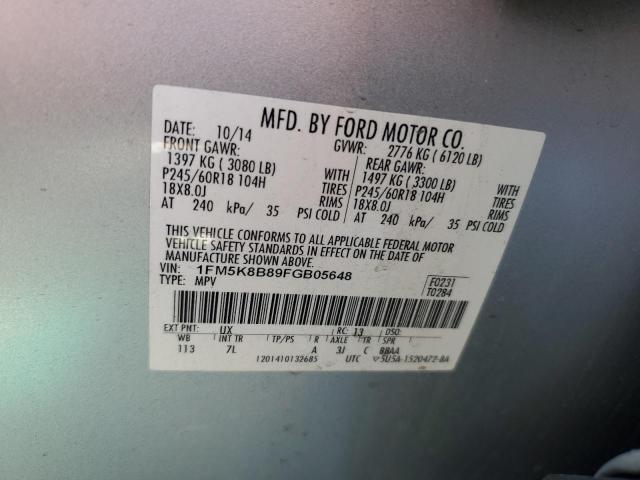 MFD. BY FORD MOTOR CO.
DATE: 10/14 GVWR: 2776 KG ( 6120 LB)
FRONT GAWR: REAR GAWR:
1397 KG ( 3080 LB) WITH 1497 KG ( 3300 LB) WITH
P245/60R18 104H TIRES P245/60R18 104H TIRES
18X8.0J RIMS 18X8.0J RIMS
AT 240 kPa/ 35 PSI COLD AT 240 kPa/ 35 PSI COLD
THIS VEHICLE CONFORMS TO ALL APPLICABLE FEDERAL MOTOR
VEHICLE SAFETY STANDARDS IN EFFECT ON THE DATE OF
MANUFACTURE SHOWN ABOVE.
VIN: 1FM5K8B89FGB05648 F0231
TYPE: MPV T0284
EXT PNT: UX RC: 13 DSO:
WB INT TR TP/PS R AXLE TR SPR
113 7L A 3J C BBAA
1201410132685 UTC 5U5A-1520472-BA